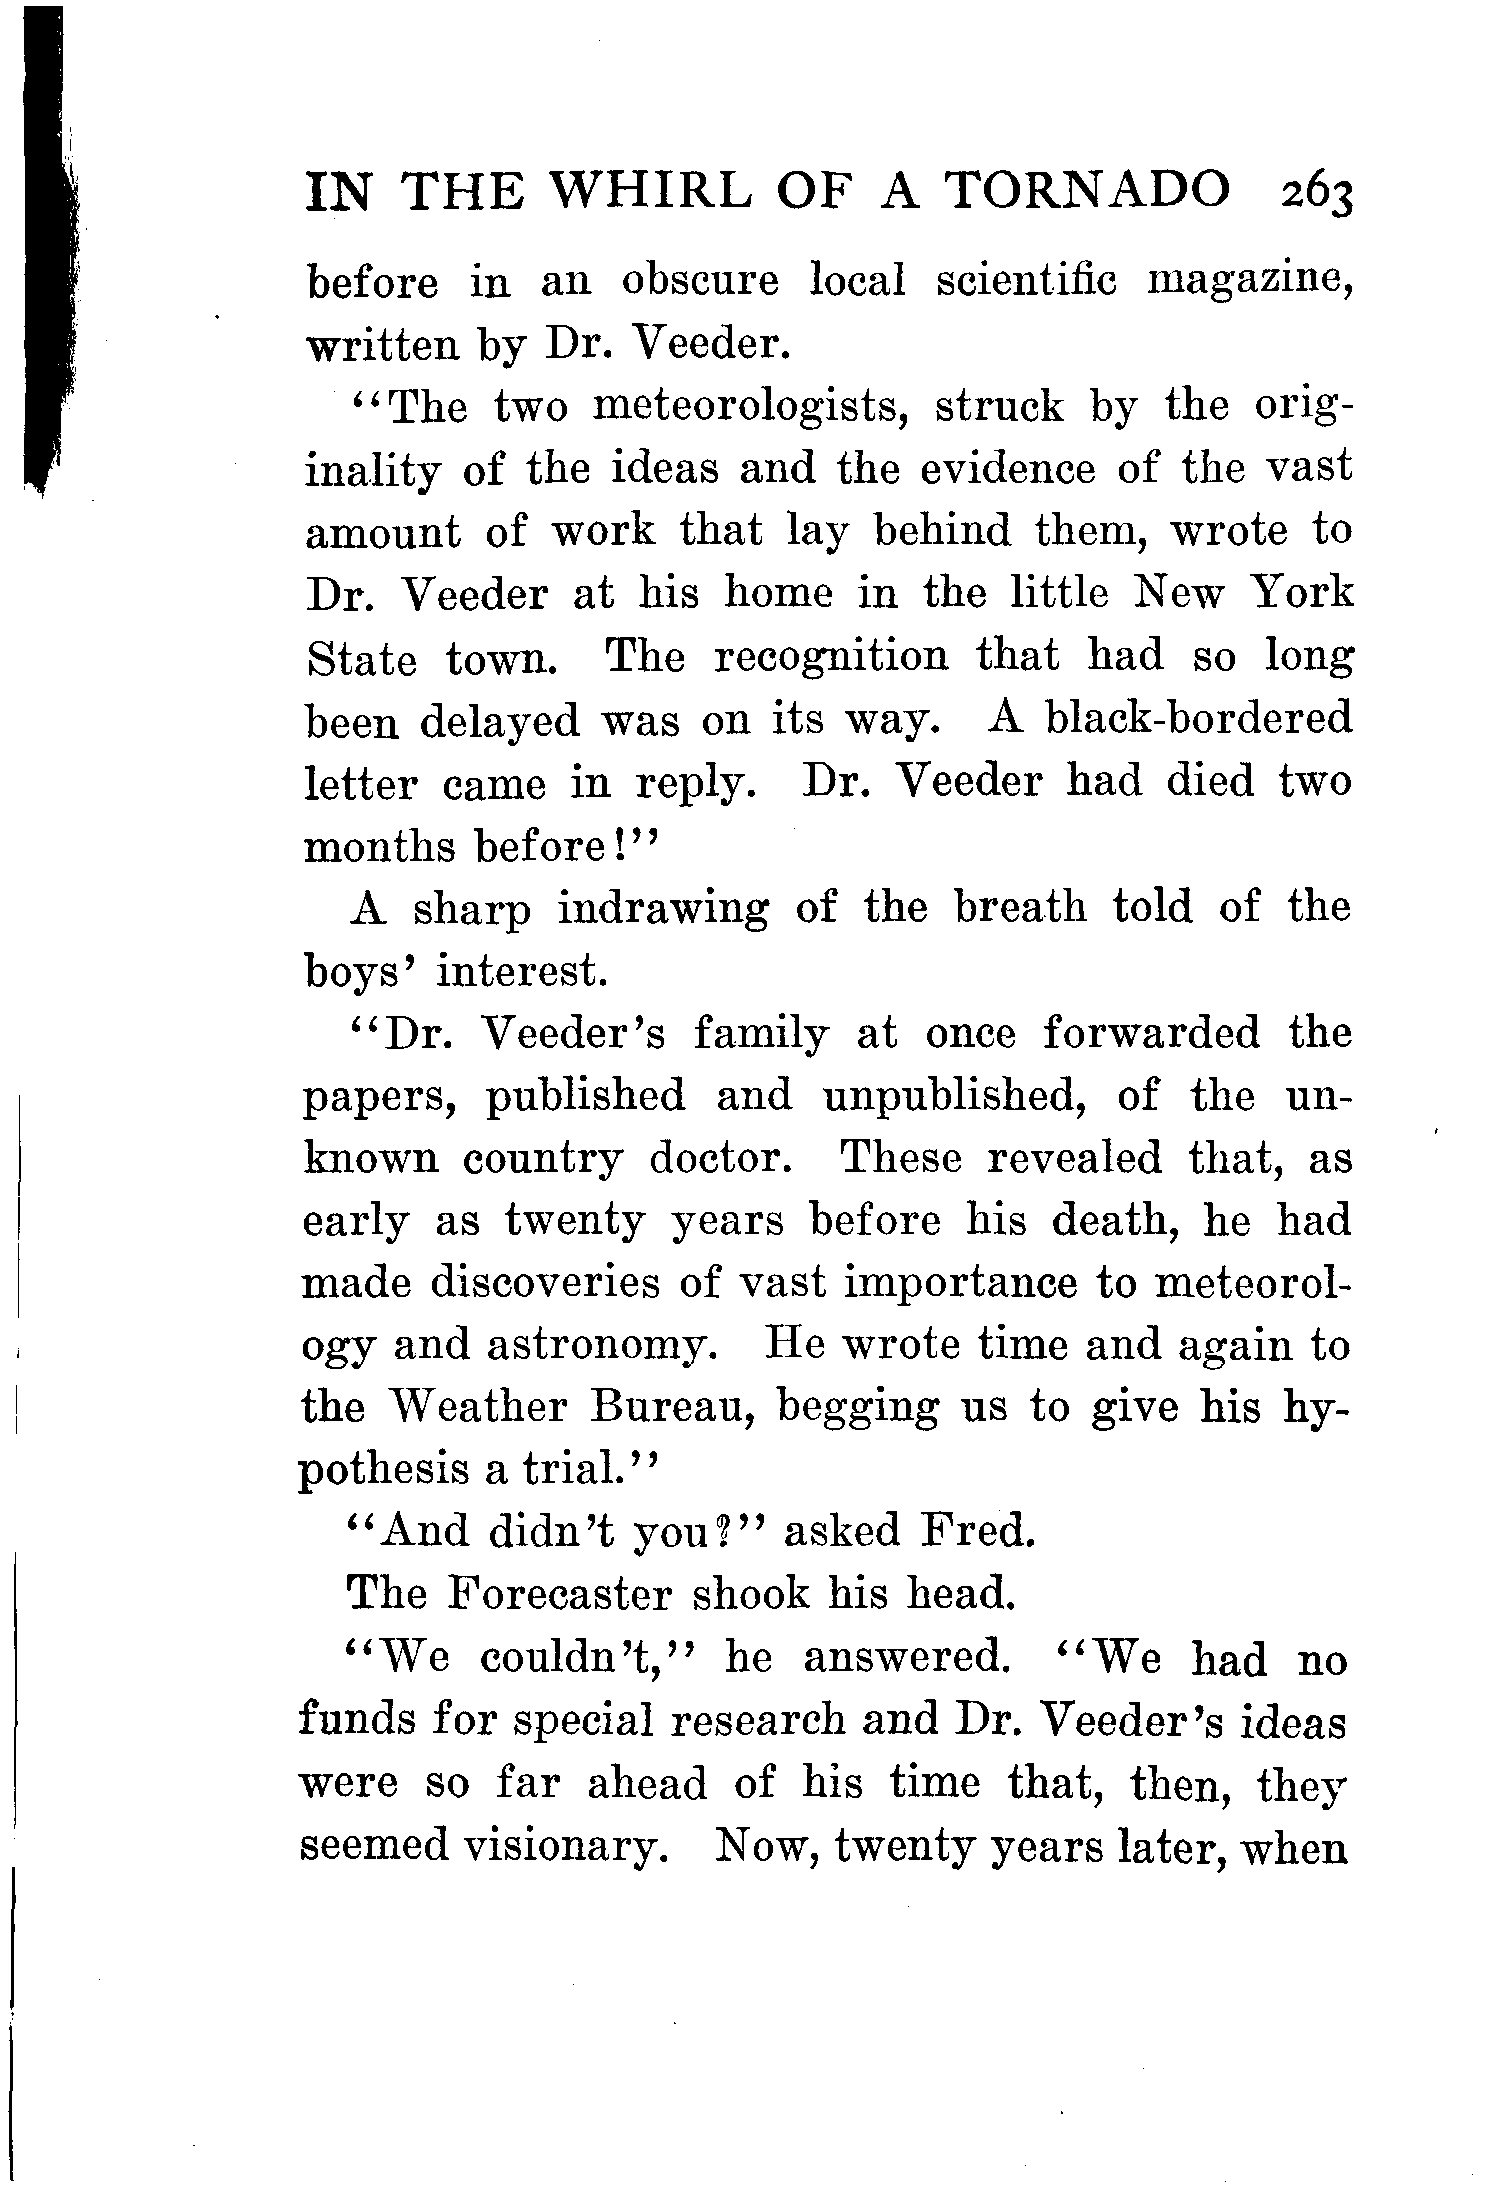 IN THE WHIRL OF A TORNADO 263
before in an obscure local scientific magazine,
written by Dr. Veeder.
"The two meteorologists, struck by the orig-
inality of the ideas and the evidence of the vast
amount of work that lay behind them, wrote to
Dr. Veeder at his home in the little New York
State town. The recognition that had so long
been delayed was on its way. A black-bordered
letter came in reply. Dr. Veeder had died two
months before!"
A sharp indrawing of the breath told of the
boys' interest.
"Dr. Veeder's family at once forwarded the
papers, published and unpublished, of the un-
known country doctor. These revealed that, as
early as twenty years before his death, he had
made discoveries of vast importance to meteorol-
ogy and astronomy. He wrote time and again to
the Weather Bureau, begging us to give his hy-
pothesis a trial."
"And didn't you?" asked Fred.
The Forecaster shook his head.
"We couldn't," he answered. "We had no
funds for special research and Dr. Veeder's ideas
were so far ahead of his time that, then, they
seemed visionary. Now, twenty years later, when